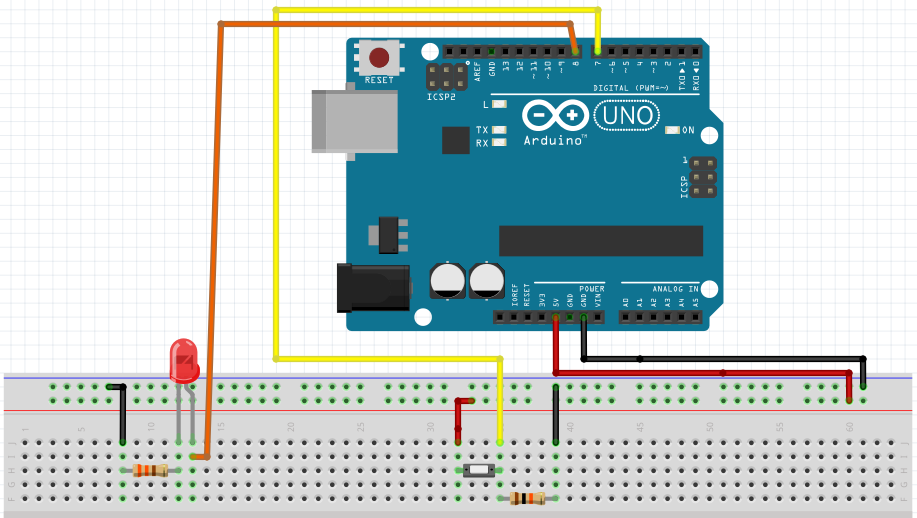 RESET
ICSP2
AREF
GND
13
12
~11
~10
~9
8
7
~6
~5
4
~3
2
TX0▶1
RX0◀0
DIGITAL (PWM=~)
L
TX
RX
Arduino™
UNO
ON
1
ICSP
IOREF
RESET
3V3
5V
GND
GND
VIN
POWER
ANALOG IN
A0
A1
A2
A3
A4
A5
1
5
10
15
20
25
30
35
40
45
50
55
60
J
I
H
G
F
J
I
H
G
F